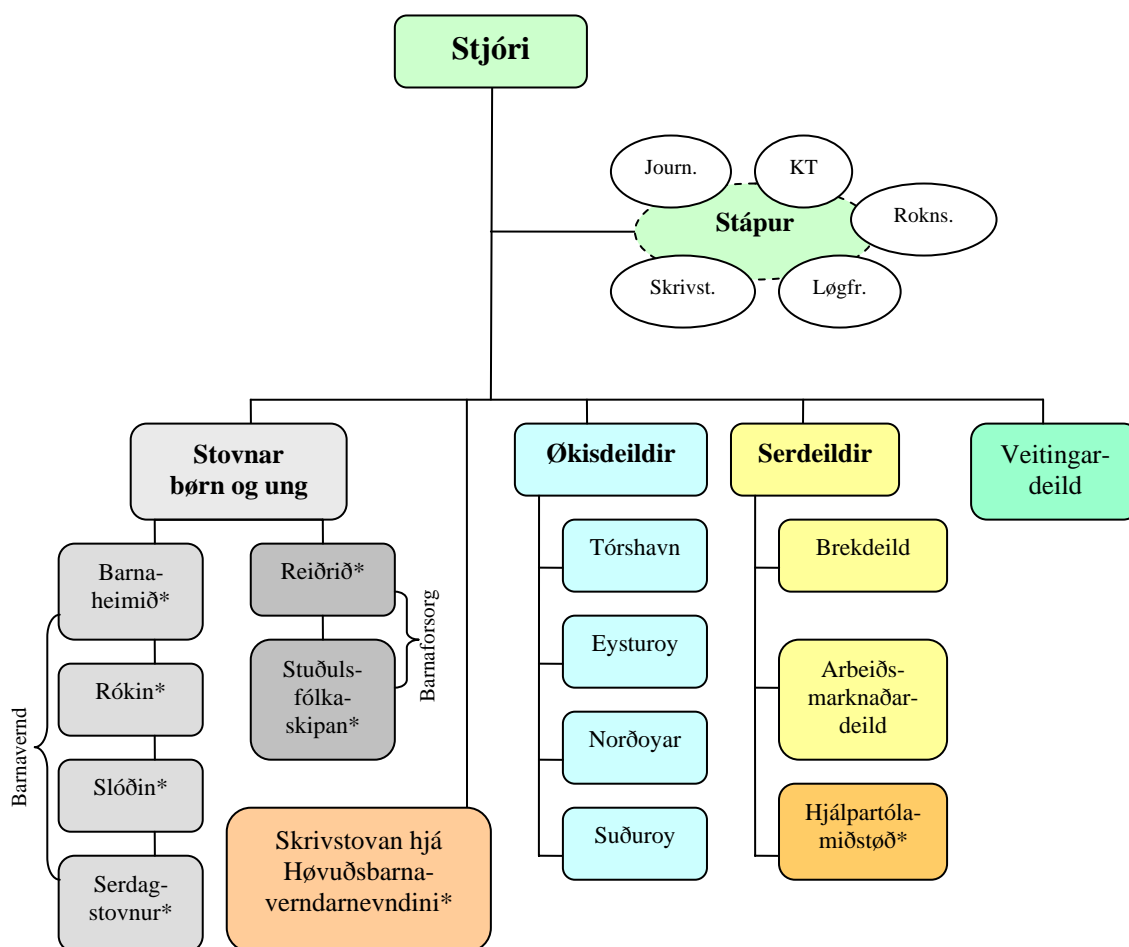 Stjóri
Journ.
KT
Rokns.
Stápur
Skrivst.
Løgfr.
Stovnar
børn og ung
Økisdeildir
Serdeildir
Veitingar-
deild
Barna-
heimið*
Rókin*
Slóðin*
Serdag-
stovnur*
Barnavernd
Reiðrið*
Stuðuls-
fólka-
skipan*
Barnaforsorg
Skrivstovan hjá
Høvuðsbarna-
verndarnevndini*
Tórshavn
Eysturoy
Norðoyar
Suðuroy
Brekdeild
Arbeiðs-
marknaðar-
deild
Hjálpartóla-
miðstøð*